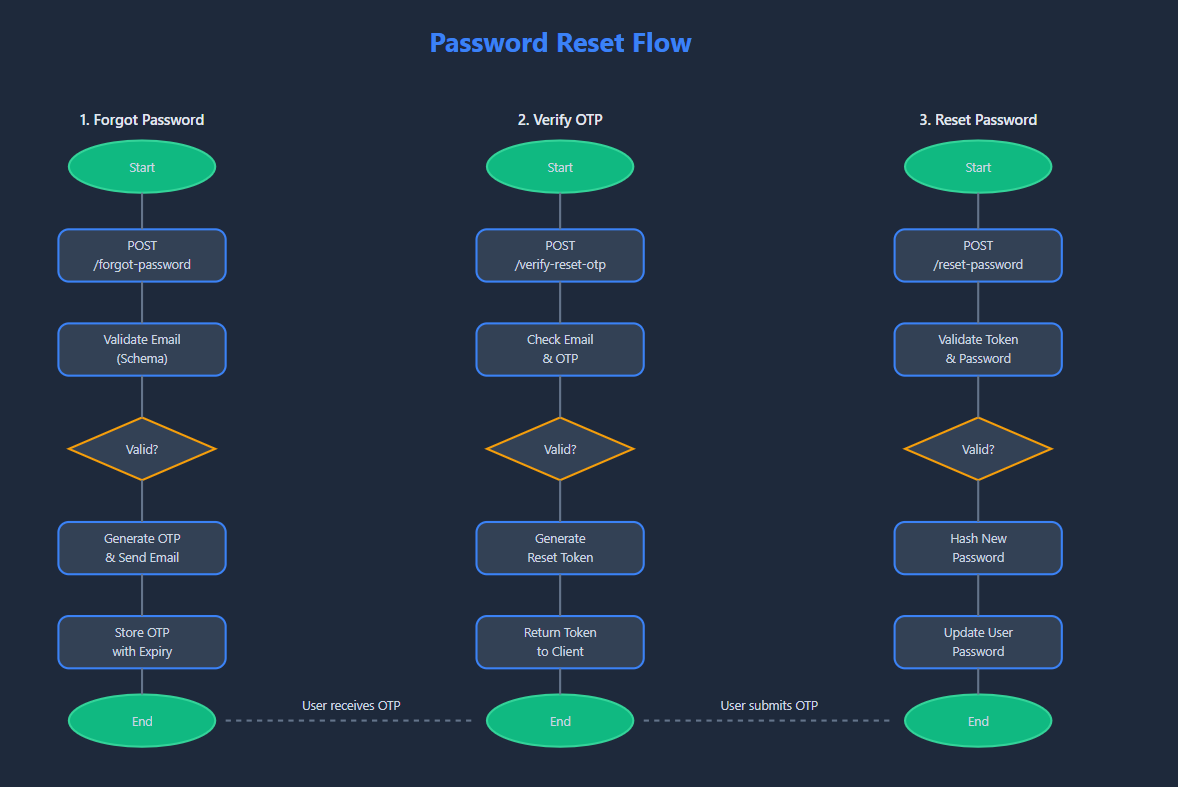 Password Reset Flow
1. Forgot Password
Start
POST
/forgot-password
Validate Email
(Schema)
Valid?
Generate OTP
& Send Email
Store OTP
with Expiry
End
User receives OTP
2. Verify OTP
Start
POST
/verify-reset-otp
Check Email
& OTP
Valid?
Generate
Reset Token
Return Token
to Client
End
User submits OTP
3. Reset Password
Start
POST
/reset-password
Validate Token
& Password
Valid?
Hash New
Password
Update User
Password
End